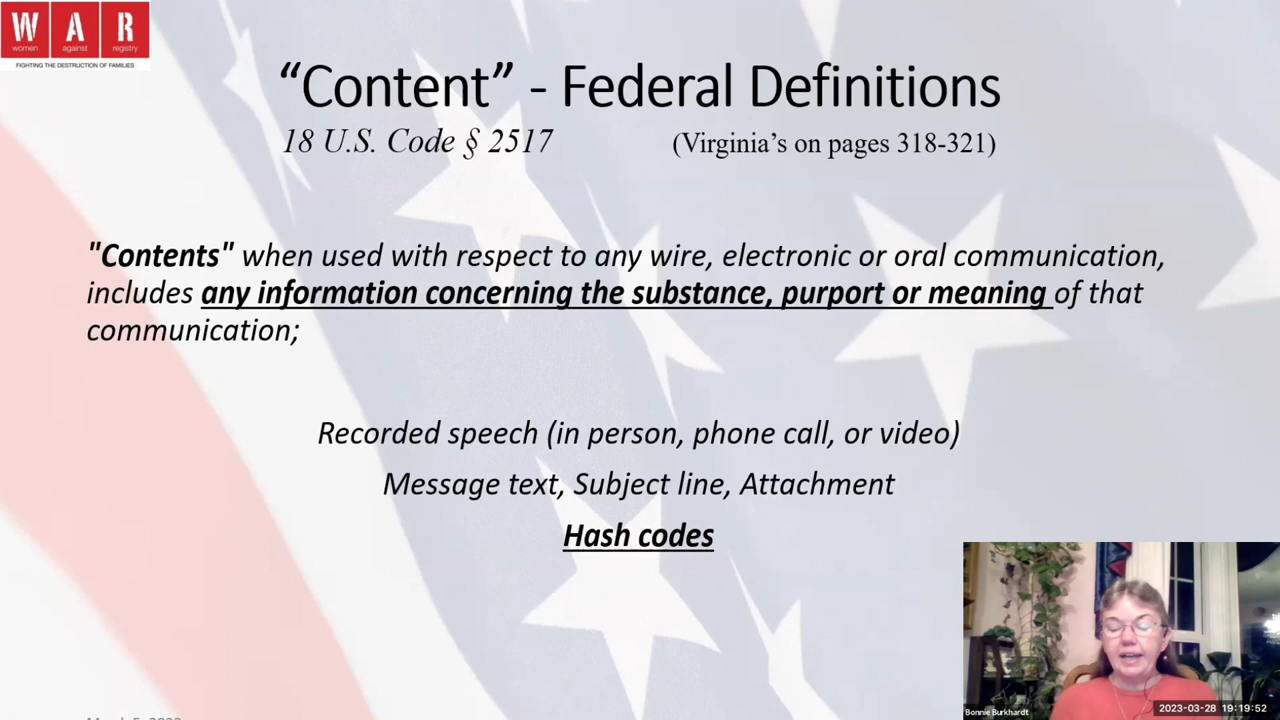 W A R
women against registry
FIGHTING THE DESTRUCTION OF FAMILIES
“Content” - Federal Definitions
18 U.S. Code § 2517 (Virginia’s on pages 318-321)
"Contents" when used with respect to any wire, electronic or oral communication,
includes any information concerning the substance, purport or meaning of that
communication;
Recorded speech (in person, phone call, or video)
Message text, Subject line, Attachment
Hash codes
Bonnie Burkhardt
2023-03-28 19:19:52